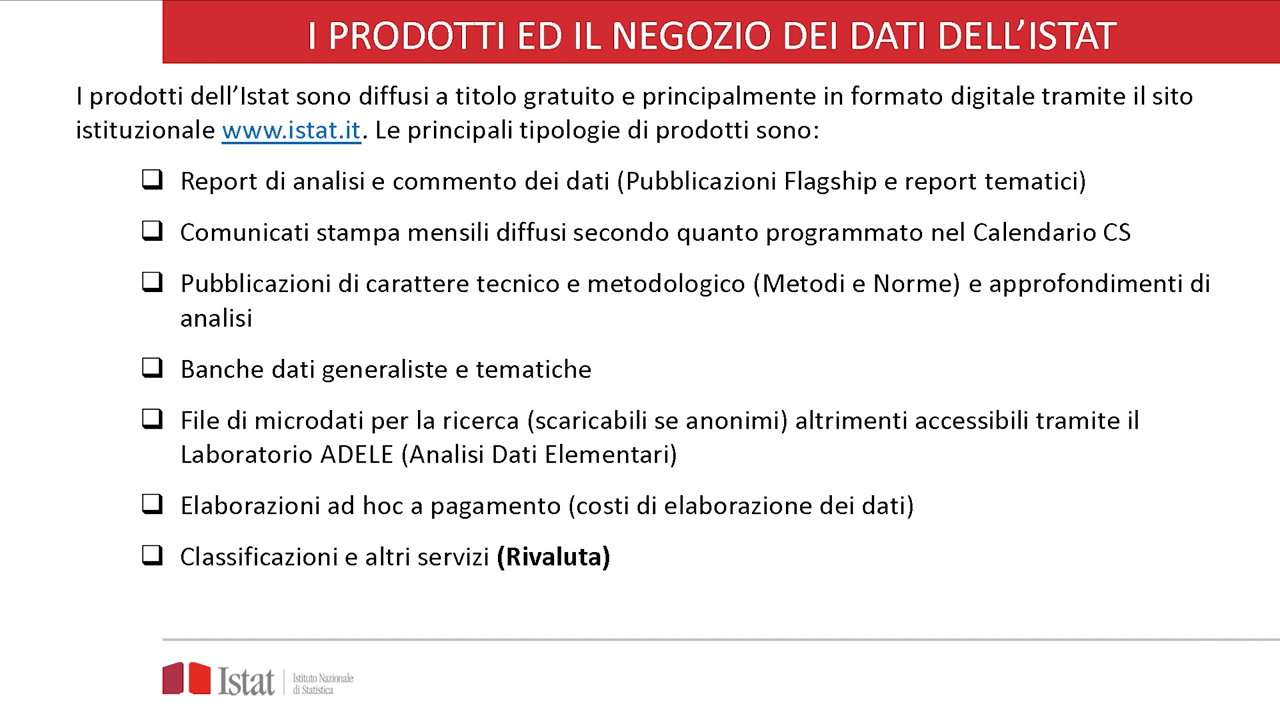 I PRODOTTI ED IL NEGOZIO DEI DATI DELL'ISTAT
I prodotti dell'Istat sono diffusi a titolo gratuito e principalmente in formato digitale tramite il sito
istituzionale www.istat.it. Le principali tipologie di prodotti sono:
❑ Report di analisi e commento dei dati (Pubblicazioni Flagship e report tematici)
❑ Comunicati stampa mensili diffusi secondo quanto programmato nel Calendario CS
❑ Pubblicazioni di carattere tecnico e metodologico (Metodi e Norme) e approfondimenti di
analisi
❑ Banche dati generaliste e tematiche
❑ File di microdati per la ricerca (scaricabili se anonimi) altrimenti accessibili tramite il
Laboratorio ADELE (Analisi Dati Elementari)
❑ Elaborazioni ad hoc a pagamento (costi di elaborazione dei dati)
❑ Classificazioni e altri servizi (Rivaluta)
Istat
Istituto Nazionale
di Statistica